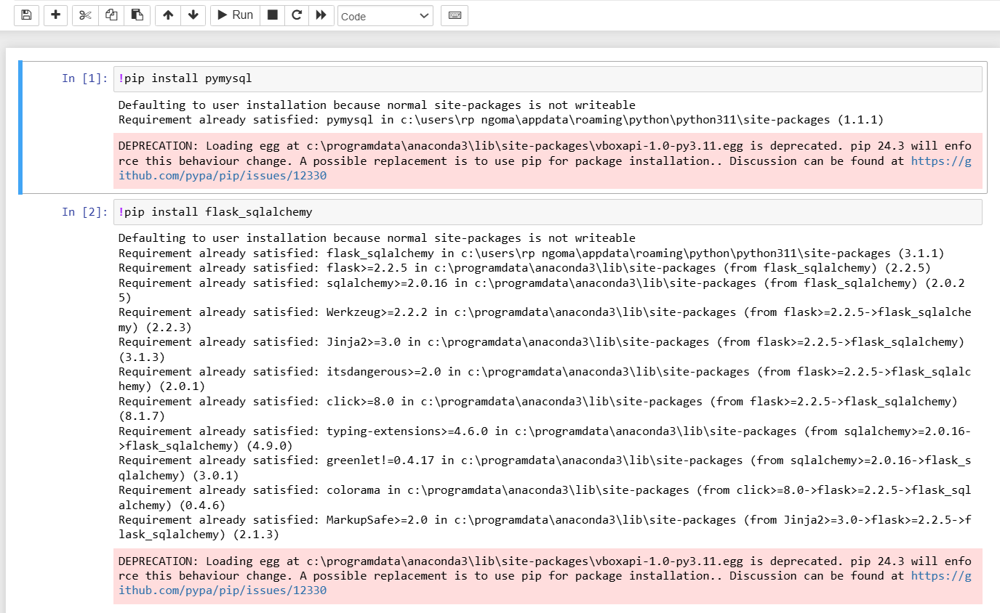 Run
Code
In [1]: !pip install pymysql
Defaulting to user installation because normal site-packages is not writeable
Requirement already satisfied: pymysql in c:\users\rp ngoma\appdata\roaming\python\python311\site-packages (1.1.1)
DEPRECATION: Loading egg at c:\programdata\anaconda3\lib\site-packages\vboxapi-1.0-py3.11.egg is deprecated. pip 24.3 will enfo
rce this behaviour change. A possible replacement is to use pip for package installation.. Discussion can be found at https://g
ithub.com/pypa/pip/issues/12330
In [2]: !pip install flask_sqlalchemy
Defaulting to user installation because normal site-packages is not writeable
Requirement already satisfied: flask_sqlalchemy in c:\users\rp ngoma\appdata\roaming\python\python311\site-packages (3.1.1)
Requirement already satisfied: flask>=2.2.5 in c:\programdata\anaconda3\lib\site-packages (from flask_sqlalchemy) (2.2.5)
Requirement already satisfied: sqlalchemy>=2.0.16 in c:\programdata\anaconda3\lib\site-packages (from flask_sqlalchemy) (2.0.2
5)
Requirement already satisfied: Werkzeug>=2.2.2 in c:\programdata\anaconda3\lib\site-packages (from flask>=2.2.5->flask_sqlalche
my) (2.2.3)
Requirement already satisfied: Jinja2>=3.0 in c:\programdata\anaconda3\lib\site-packages (from flask>=2.2.5->flask_sqlalchemy)
(3.1.3)
Requirement already satisfied: itsdangerous>=2.0 in c:\programdata\anaconda3\lib\site-packages (from flask>=2.2.5->flask_sqlalc
hemy) (2.0.1)
Requirement already satisfied: click>=8.0 in c:\programdata\anaconda3\lib\site-packages (from flask>=2.2.5->flask_sqlalchemy)
(8.1.7)
Requirement already satisfied: typing-extensions>=4.6.0 in c:\programdata\anaconda3\lib\site-packages (from sqlalchemy>=2.0.16-
>flask_sqlalchemy) (4.9.0)
Requirement already satisfied: greenlet!=0.4.17 in c:\programdata\anaconda3\lib\site-packages (from sqlalchemy>=2.0.16->flask_s
qlalchemy) (3.0.1)
Requirement already satisfied: colorama in c:\programdata\anaconda3\lib\site-packages (from click>=8.0->flask>=2.2.5->flask_sql
alchemy) (0.4.6)
Requirement already satisfied: MarkupSafe>=2.0 in c:\programdata\anaconda3\lib\site-packages (from Jinja2>=3.0->flask>=2.2.5->f
lask_sqlalchemy) (2.1.3)
DEPRECATION: Loading egg at c:\programdata\anaconda3\lib\site-packages\vboxapi-1.0-py3.11.egg is deprecated. pip 24.3 will enfo
rce this behaviour change. A possible replacement is to use pip for package installation.. Discussion can be found at https://g
ithub.com/pypa/pip/issues/12330